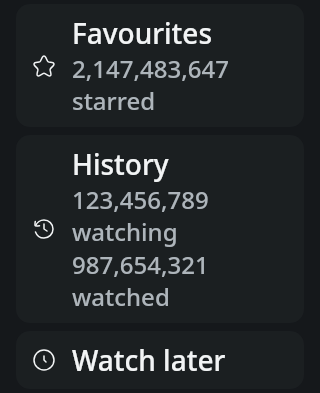 Favourites
2,147,483,647
starred
History
123,456,789
watching
987,654,321
watched
Watch later